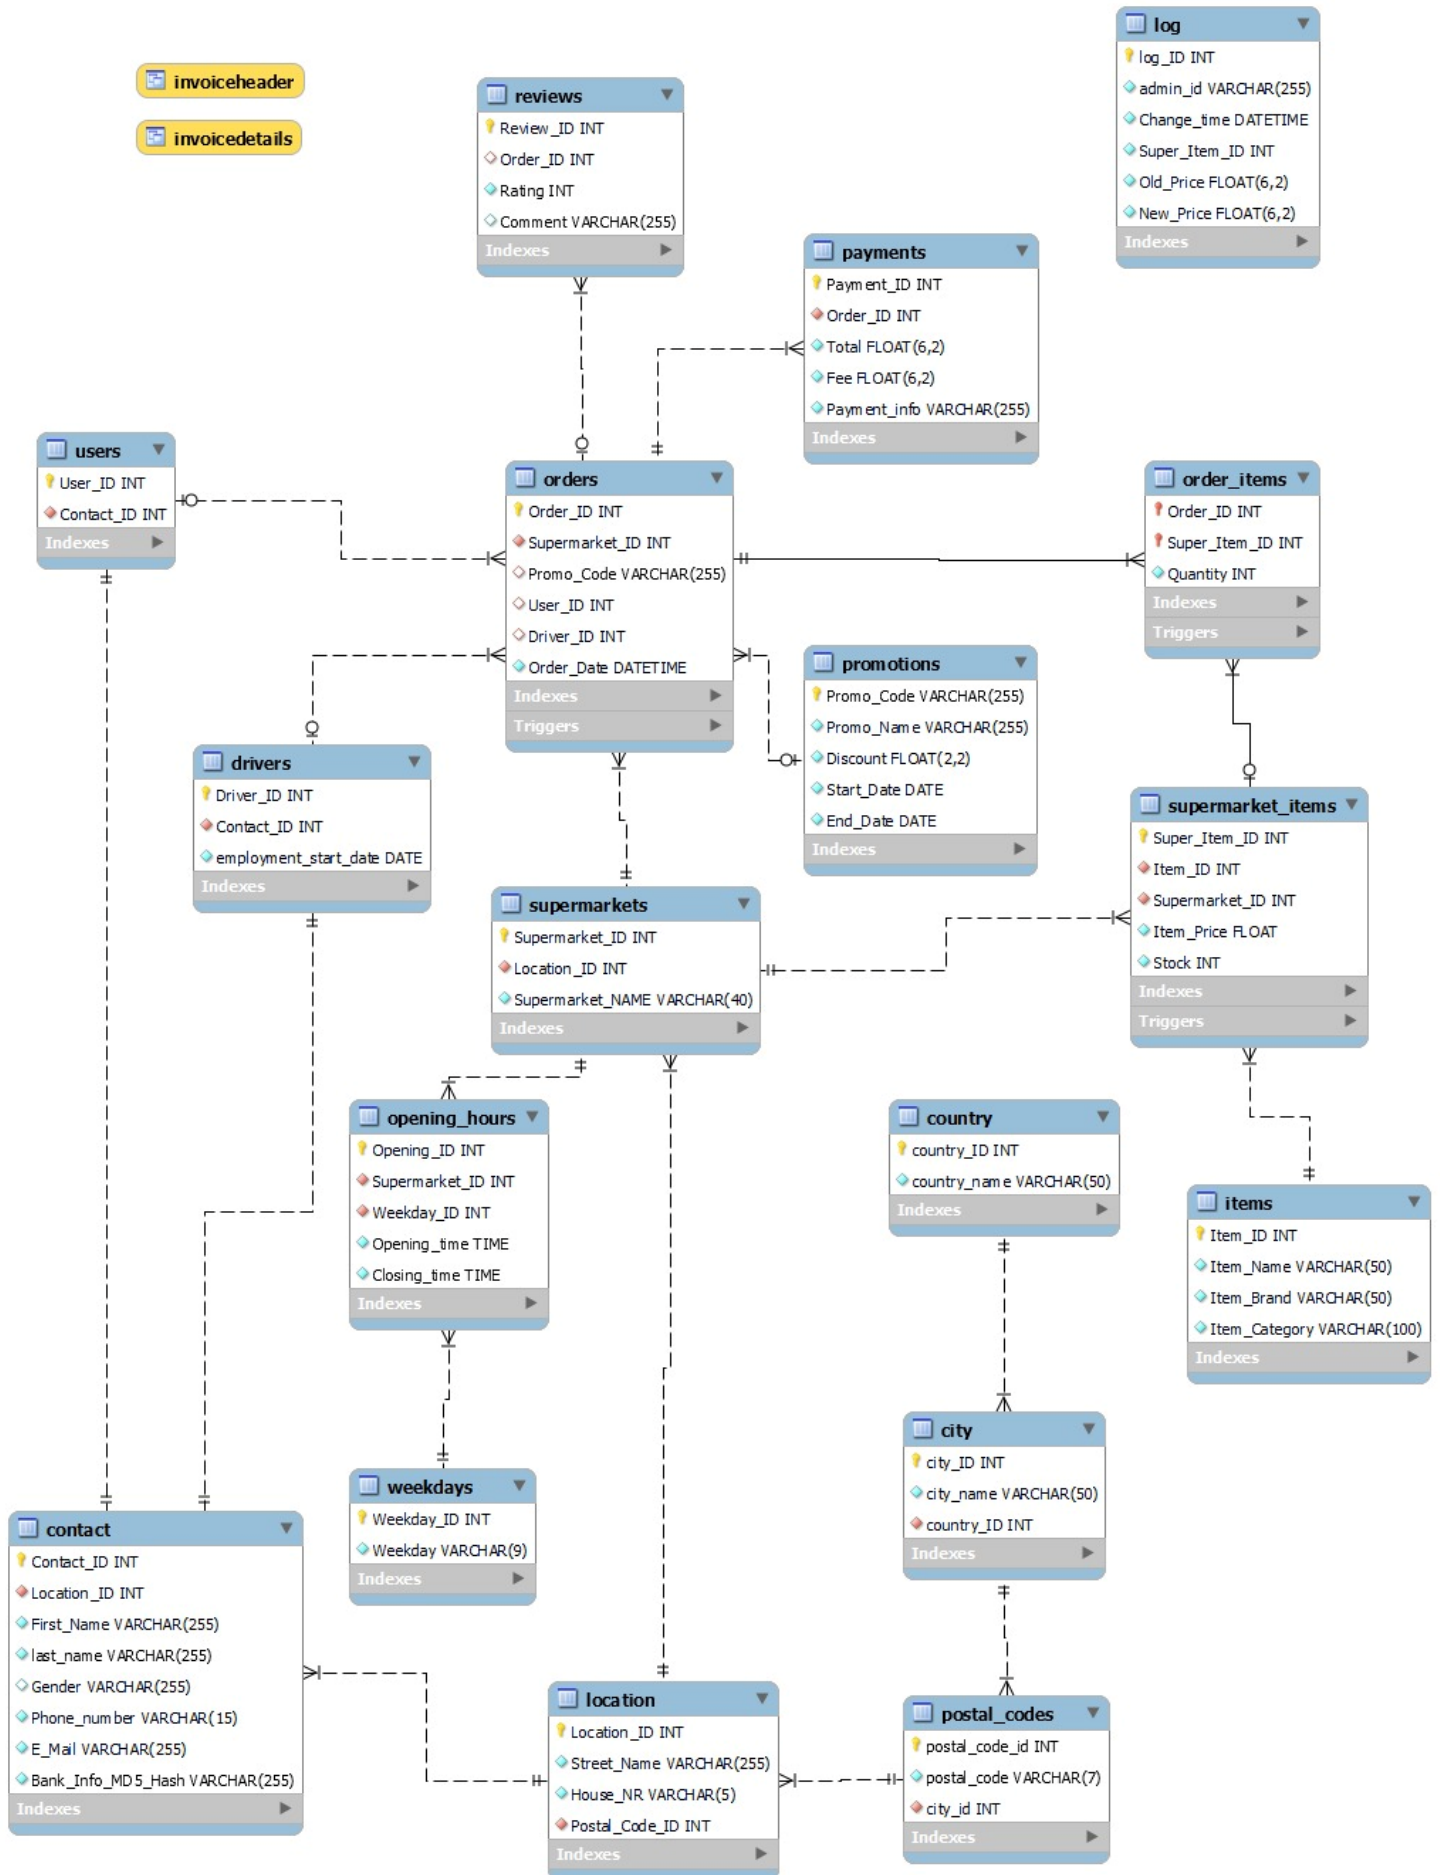 invoiceheader
invoicedetails
log
log_ID INT
admin_id VARCHAR(255)
Change_time DATETIME
Super_Item_ID INT
Old_Price FLOAT(6,2)
New_Price FLOAT(6,2)
Indexes
reviews
Review_ID INT
Order_ID INT
Rating INT
Comment VARCHAR(255)
Indexes
payments
Payment_ID INT
Order_ID INT
Total FLOAT(6,2)
Fee FLOAT(6,2)
Payment_info VARCHAR(255)
Indexes
users
User_ID INT
Contact_ID INT
Indexes
orders
Order_ID INT
Supermarket_ID INT
Promo_Code VARCHAR(255)
User_ID INT
Driver_ID INT
Order_Date DATETIME
Indexes
Triggers
order_items
Order_ID INT
Super_Item_ID INT
Quantity INT
Indexes
Triggers
promotions
Promo_Code VARCHAR(255)
Promo_Name VARCHAR(255)
Discount FLOAT(2,2)
Start_Date DATE
End_Date DATE
Indexes
drivers
Driver_ID INT
Contact_ID INT
employment_start_date DATE
Indexes
supermarket_items
Super_Item_ID INT
Item_ID INT
Supermarket_ID INT
Item_Price FLOAT
Stock INT
Indexes
Triggers
supermarkets
Supermarket_ID INT
Location_ID INT
Supermarket_NAME VARCHAR(40)
Indexes
opening_hours
Opening_ID INT
Supermarket_ID INT
Weekday_ID INT
Opening_time TIME
Closing_time TIME
Indexes
country
country_ID INT
country_name VARCHAR(50)
Indexes
items
Item_ID INT
Item_Name VARCHAR(50)
Item_Brand VARCHAR(50)
Item_Category VARCHAR(100)
Indexes
city
city_ID INT
city_name VARCHAR(50)
country_ID INT
Indexes
weekdays
Weekday_ID INT
Weekday VARCHAR(9)
Indexes
contact
Contact_ID INT
Location_ID INT
First_Name VARCHAR(255)
last_name VARCHAR(255)
Gender VARCHAR(255)
Phone_number VARCHAR(15)
E_Mail VARCHAR(255)
Bank_Info_MD5_Hash VARCHAR(255)
Indexes
location
Location_ID INT
Street_Name VARCHAR(255)
House_NR VARCHAR(5)
Postal_Code_ID INT
Indexes
postal_codes
postal_code_id INT
postal_code VARCHAR(7)
city_id INT
Indexes